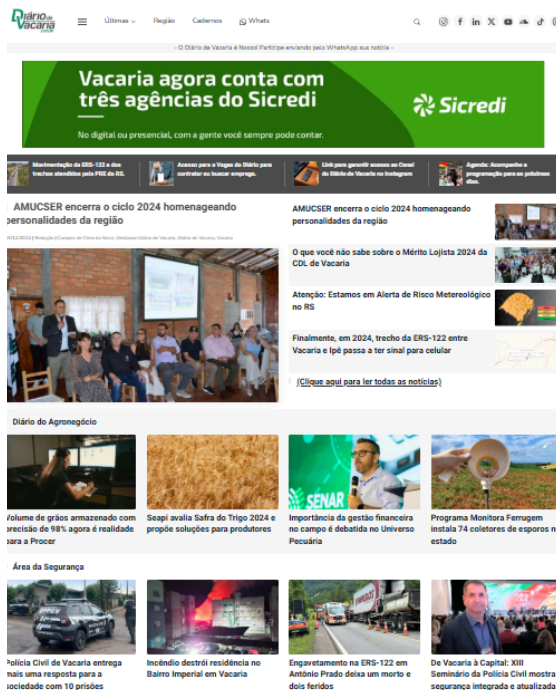 Diário de
Vacaria
Últimas
Região
Cadernos
Whats
– O Diário de Vacaria é Nosso! Participe enviando pelo WhatsApp sua notícia –
Vacaria agora conta com
três agências do Sicredi
No digital ou presencial, com a gente você sempre pode contar.
Sicredi
Movimentação da ERS-122 e dos
trechos atendidos pela PRE do RS.
Acesso para a Vagas do Diário para
contratar ou buscar emprego.
Link para garantir acesso ao Canal
do Diário de Vacaria no Instagram
Agenda: Acompanhe a
programação para os próximos
dias.
AMUCSER encerra o ciclo 2024 homenageando
personalidades da região
AMUCSER encerra o ciclo 2024 homenageando
personalidades da região
O que você não sabe sobre o Mérito Lojista 2024 da
CDL de Vacaria
Atenção: Estamos em Alerta de Risco Metereológico
no RS
Finalmente, em 2024, trecho da ERS-122 entre
Vacaria e Ipê passa a ter sinal para celular
(Clique aqui para ler todas as notícias)
Diário do Agronegócio
SENAR
Volume de grãos armazenado com
precisão de 98% agora é realidade
para a Procer
Seapi avalia Safra do Trigo 2024 e
propõe soluções para produtores
Importância da gestão financeira
no campo é debatida no Universo
Pecuária
Programa Monitora Ferrugem
instala 74 coletores de esporos n
estado
Área da Segurança
Polícia Civil de Vacaria entrega
mais uma resposta para a
sociedade com 10 prisões
Incêndio destrói residência no
Bairro Imperial em Vacaria
Engavetamento na ERS-122 em
Antônio Prado deixa um morto e
dois feridos
De Vacaria à Capital: XIII
Seminário da Polícia Civil mostr
segurança integrada e atualizada